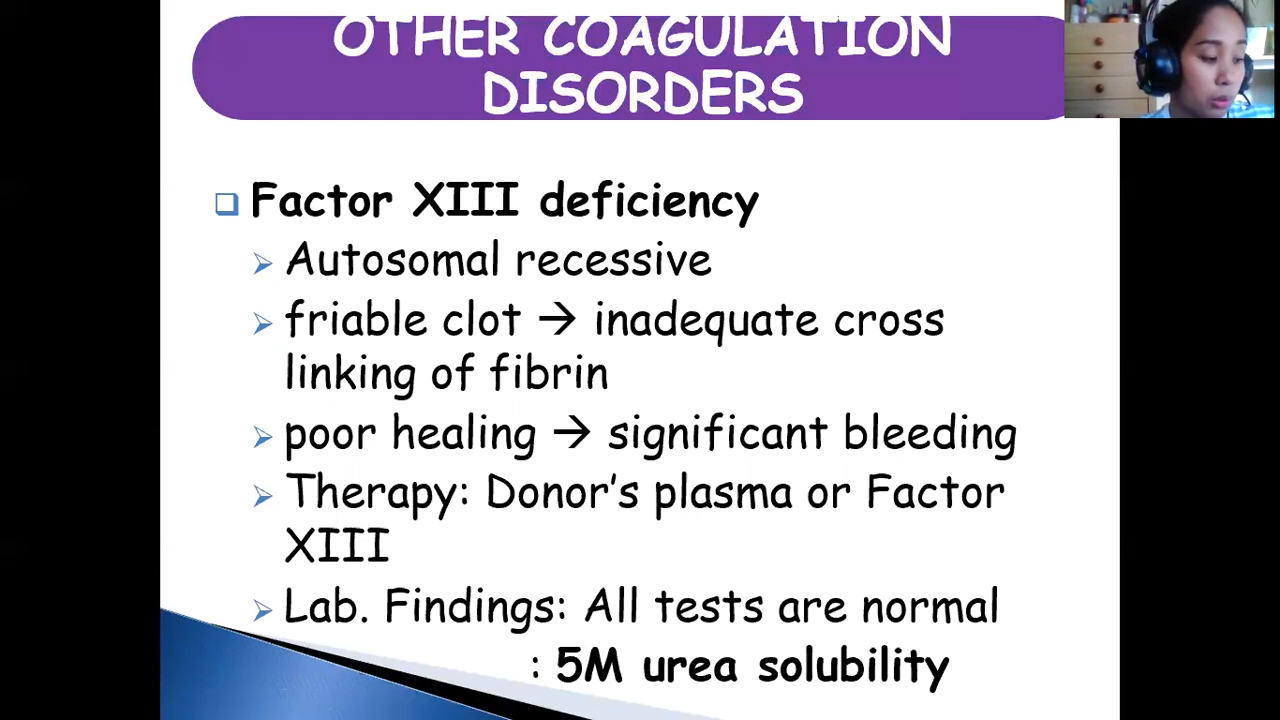 OTHER COAGULATION
DISORDERS
Factor XIII deficiency
Autosomal recessive
friable clot → inadequate cross
linking of fibrin
poor healing → significant bleeding
Therapy: Donor’s plasma or Factor
XIII
Lab. Findings: All tests are normal
: 5M urea solubility